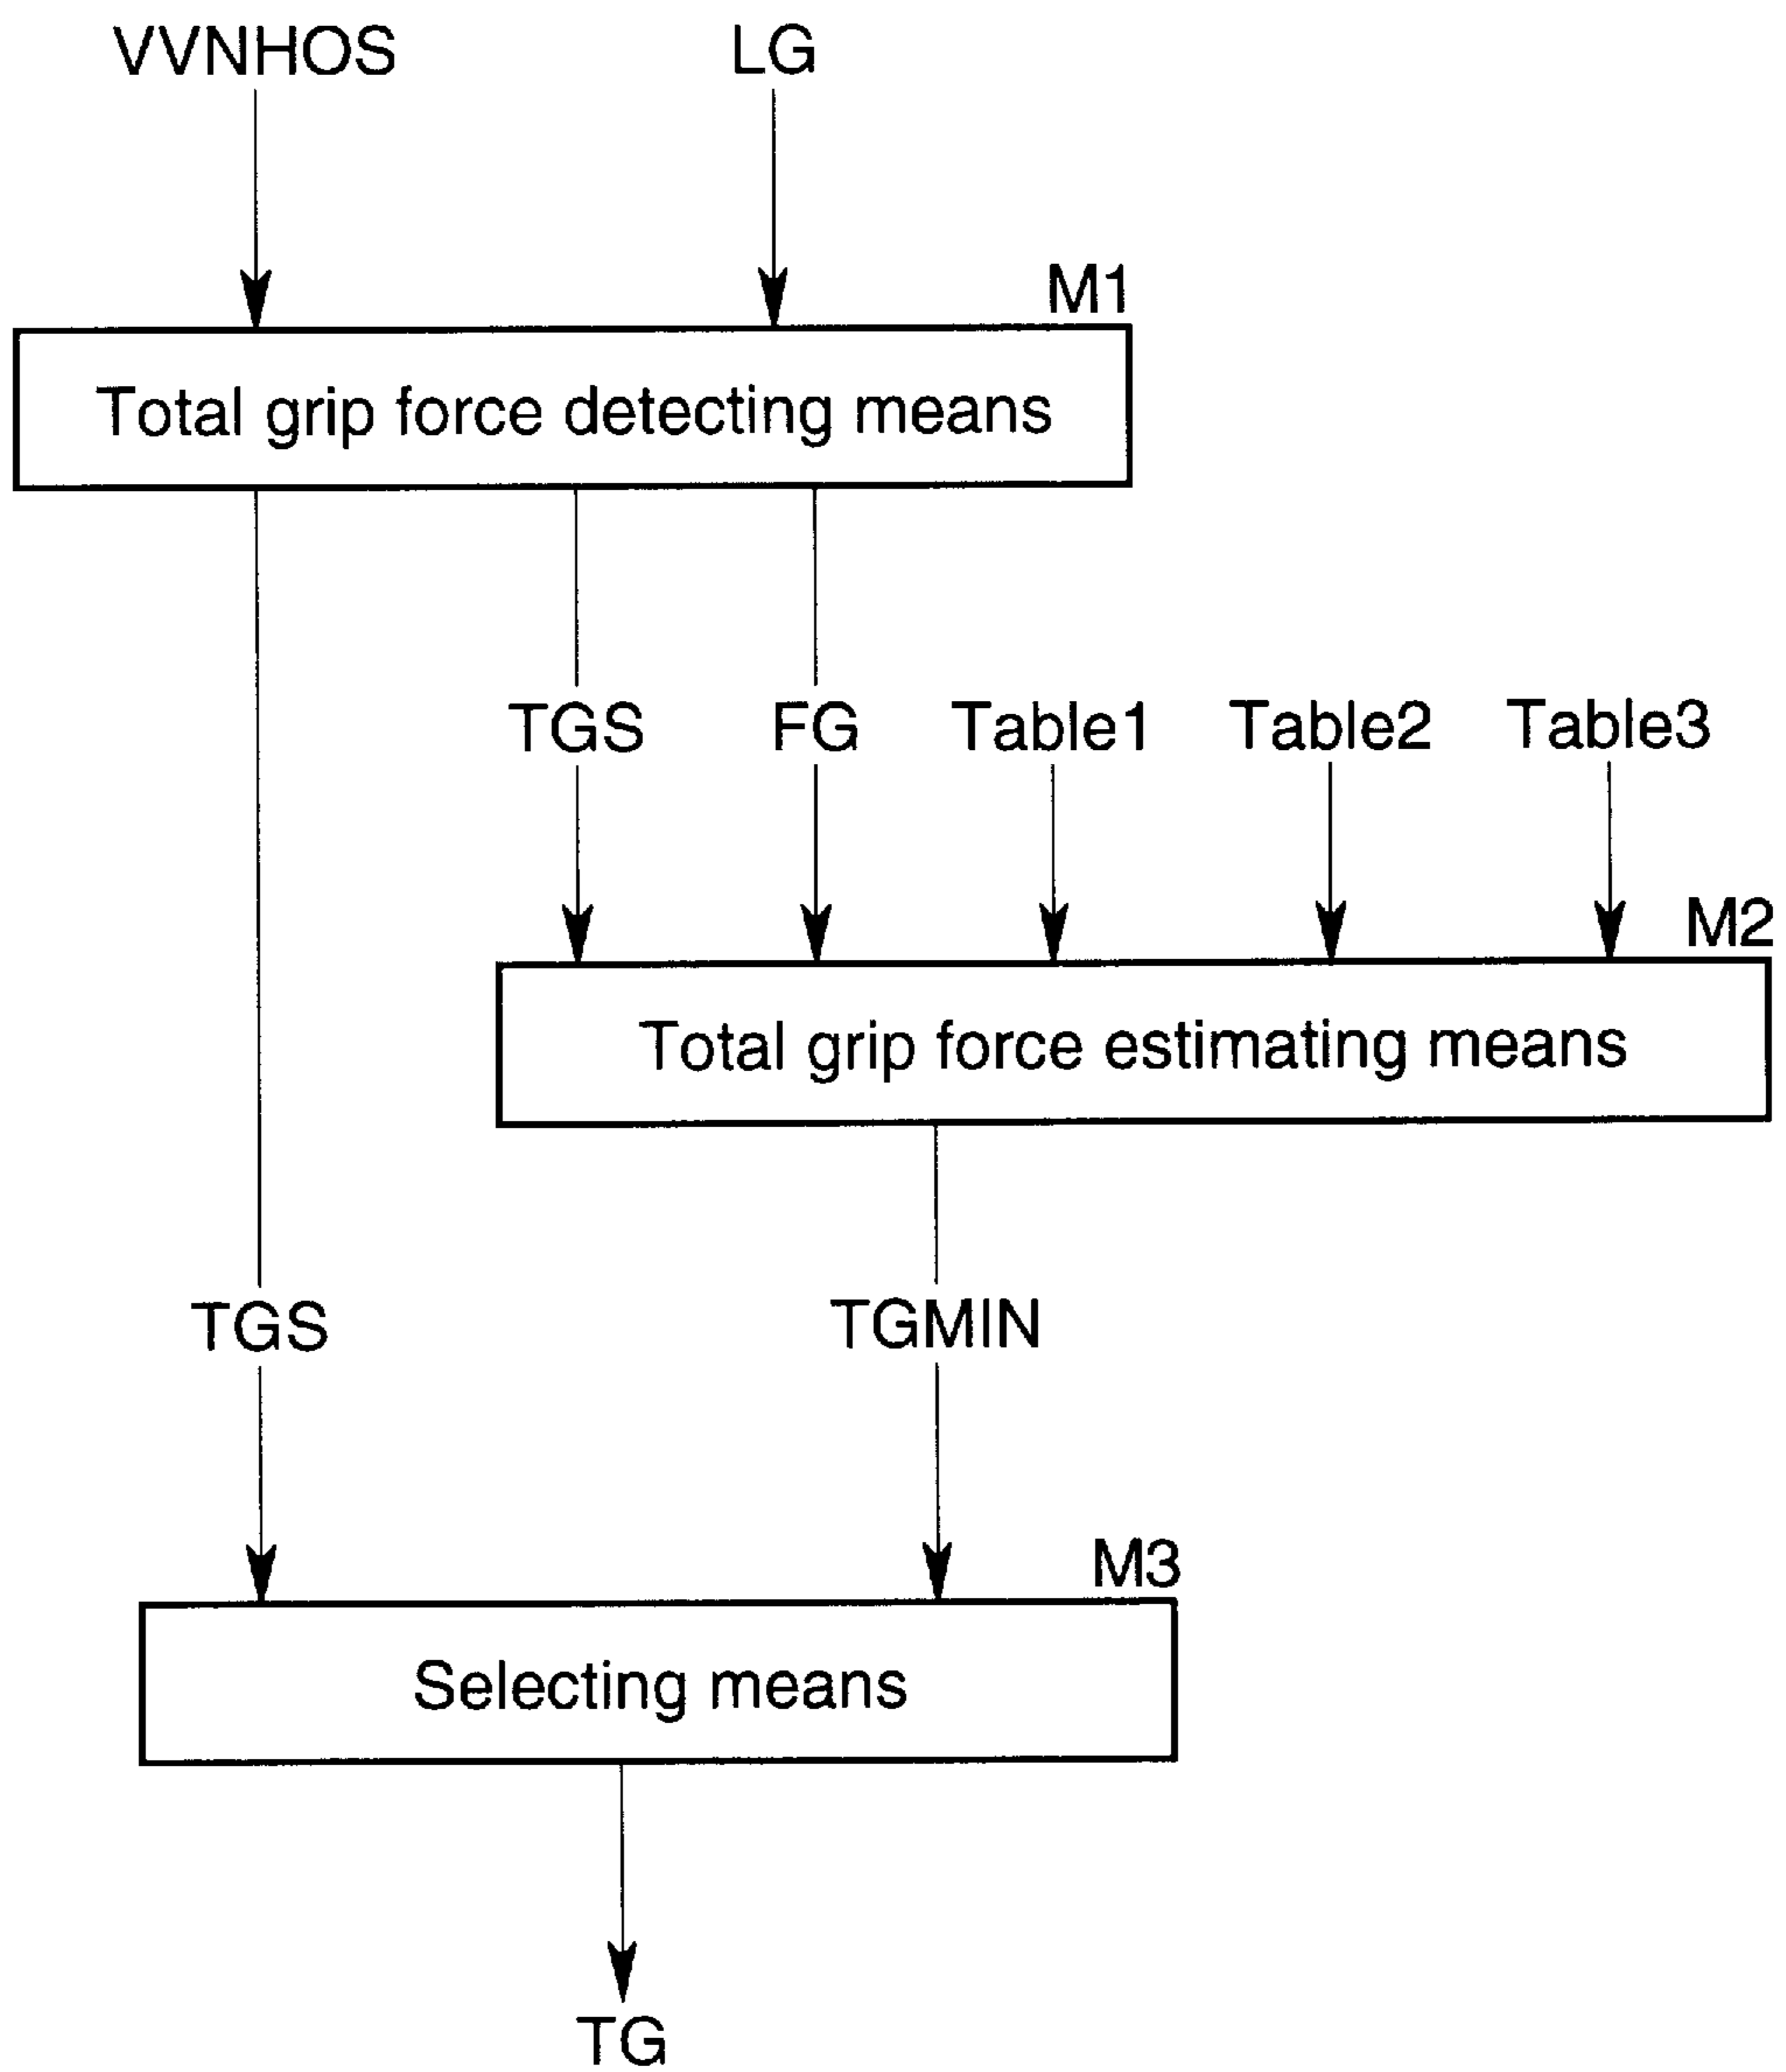 VVNHOS
LG
M1
Total grip force detecting means
TGS
FG
Table1
Table2
Table3
M2
Total grip force estimating means
TGS
TGMIN
M3
Selecting means
TG